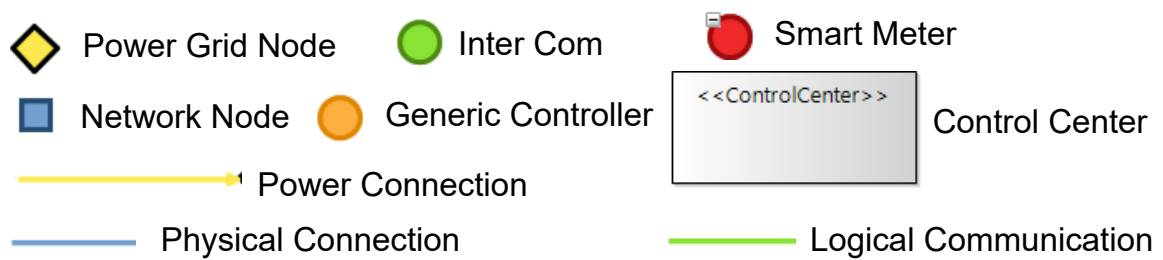 Power Grid Node
Inter Com
Smart Meter
Network Node
Generic Controller
<<ControlCenter>>
Control Center
Power Connection
Physical Connection
Logical Communication